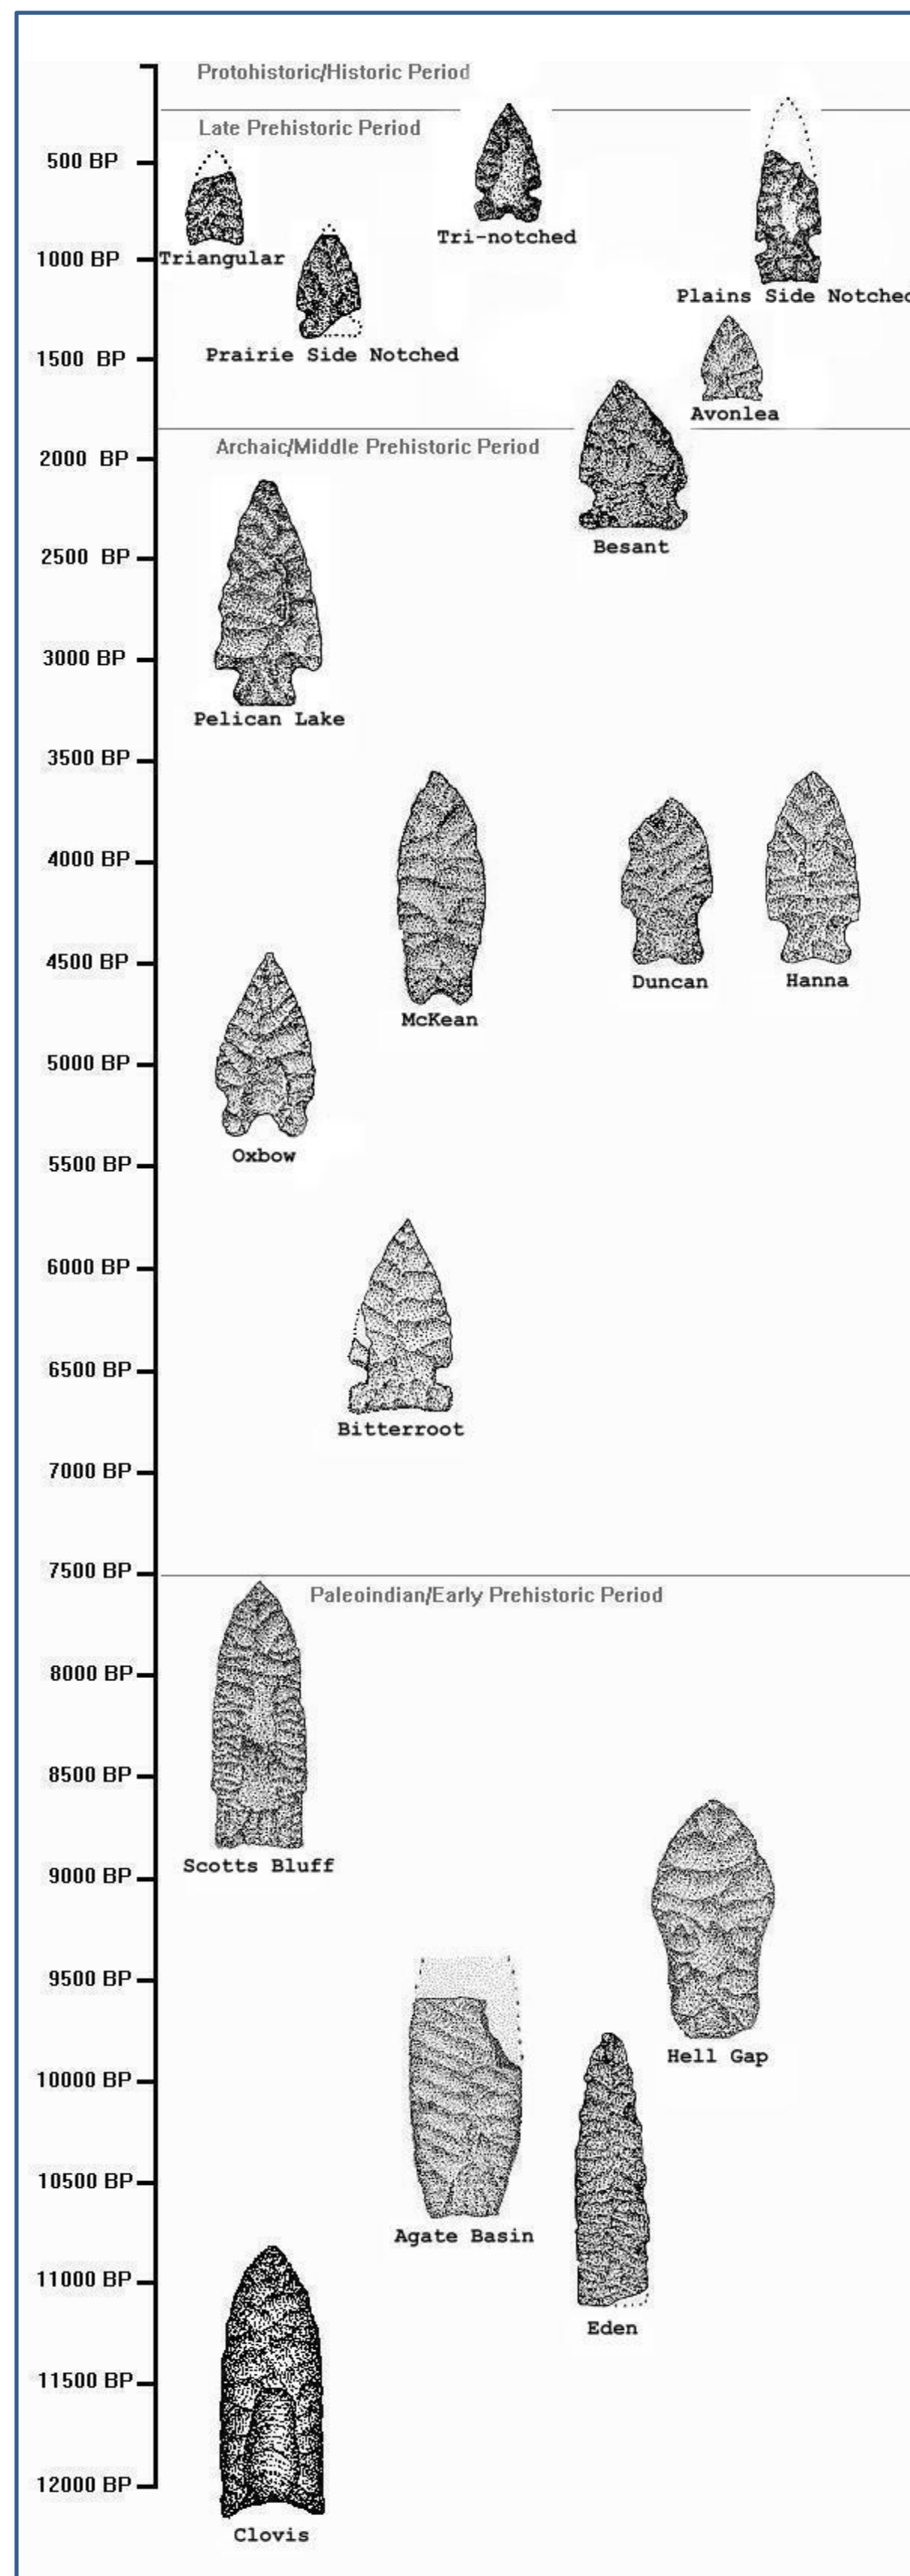 Protohistoric/Historic Period
Late Prehistoric Period
500 BP
Tri-notched
1000 BP
Triangular
Plains Side Notched
Prairie Side Notched
1500 BP
Avonlea
Archaic/Middle Prehistoric Period
2000 BP
Besant
2500 BP
3000 BP
Pelican Lake
3500 BP
4000 BP
4500 BP
Duncan
Hanna
McKean
5000 BP
Oxbow
5500 BP
6000 BP
6500 BP
Bitterroot
7000 BP
7500 BP
Paleoindian/Early Prehistoric Period
8000 BP
8500 BP
Scotts Bluff
9000 BP
9500 BP
Hell Gap
10000 BP
10500 BP
Agate Basin
11000 BP
Eden
11500 BP
12000 BP
Clovis